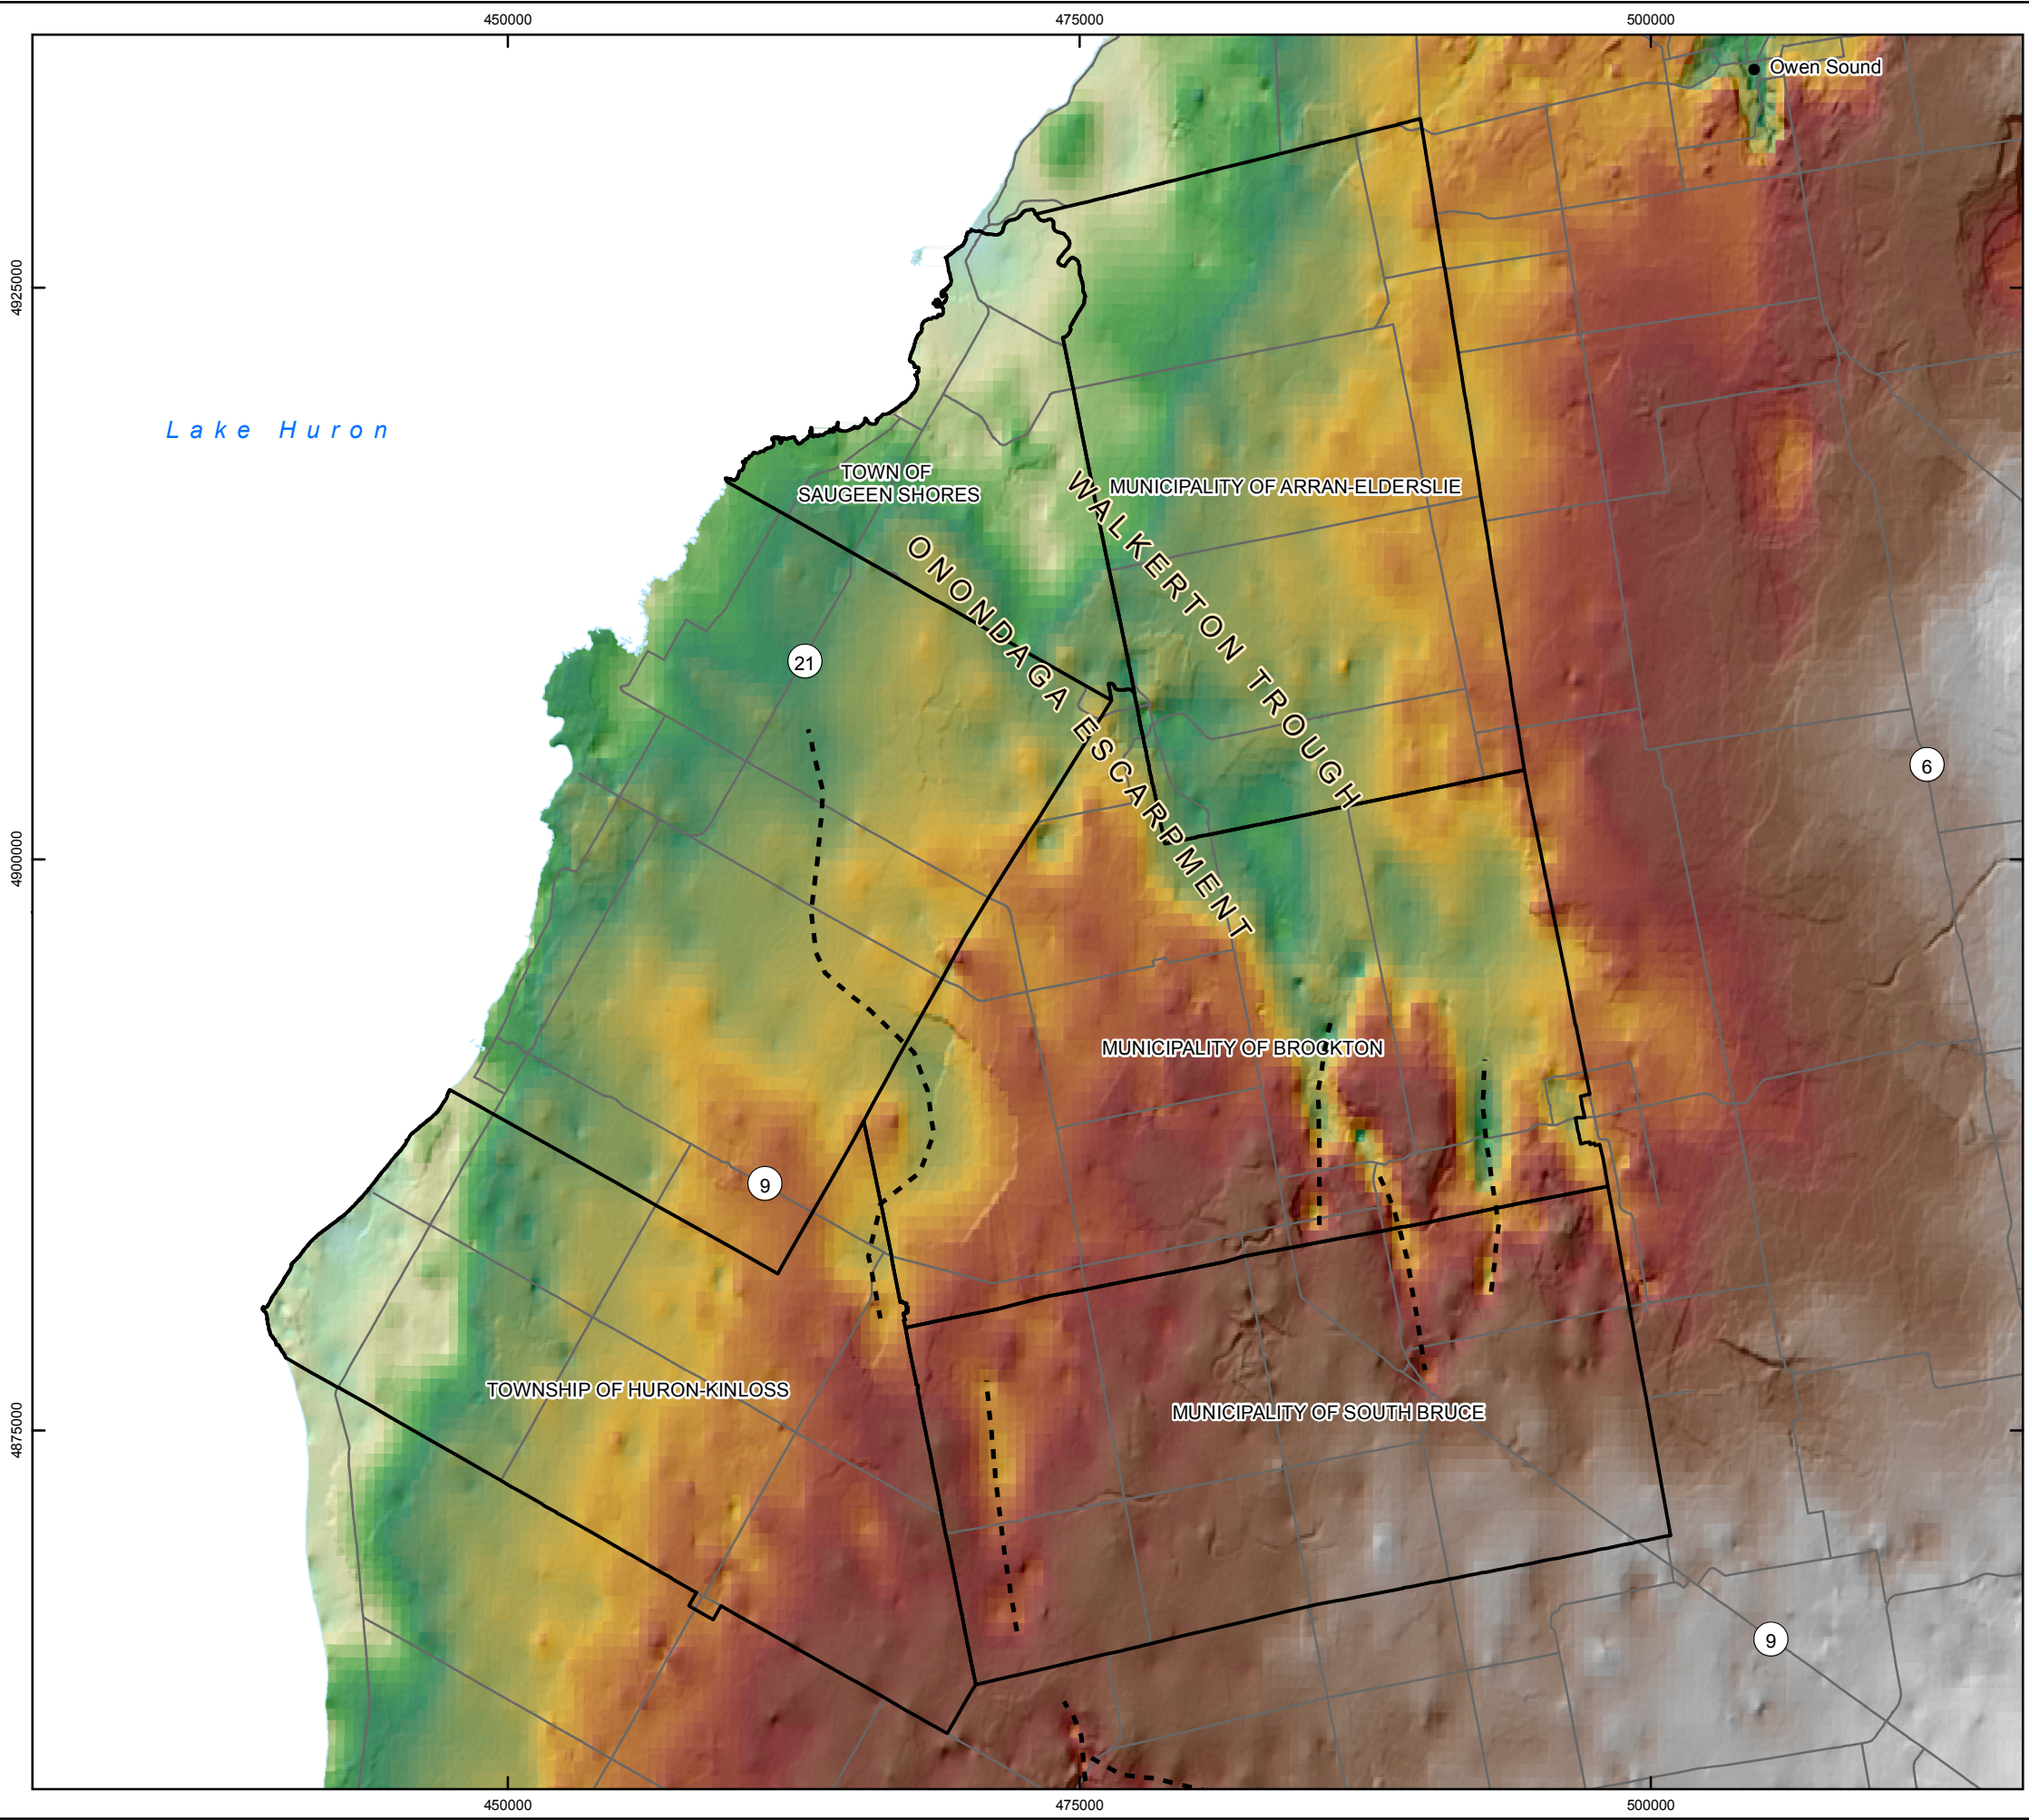 450000
475000
500000
Owen Sound
4925000
Lake Huron
TOWN OF
SAUGEEN SHORES
MUNICIPALITY OF ARRAN-ELDERSLIE
WALKERTON TROUGH
ONONDAGA ESCARPMENT
21
6
4900000
MUNICIPALITY OF BROCKTON
9
TOWNSHIP OF HURON-KINLOSS
MUNICIPALITY OF SOUTH BRUCE
4875000
9
450000
475000
500000